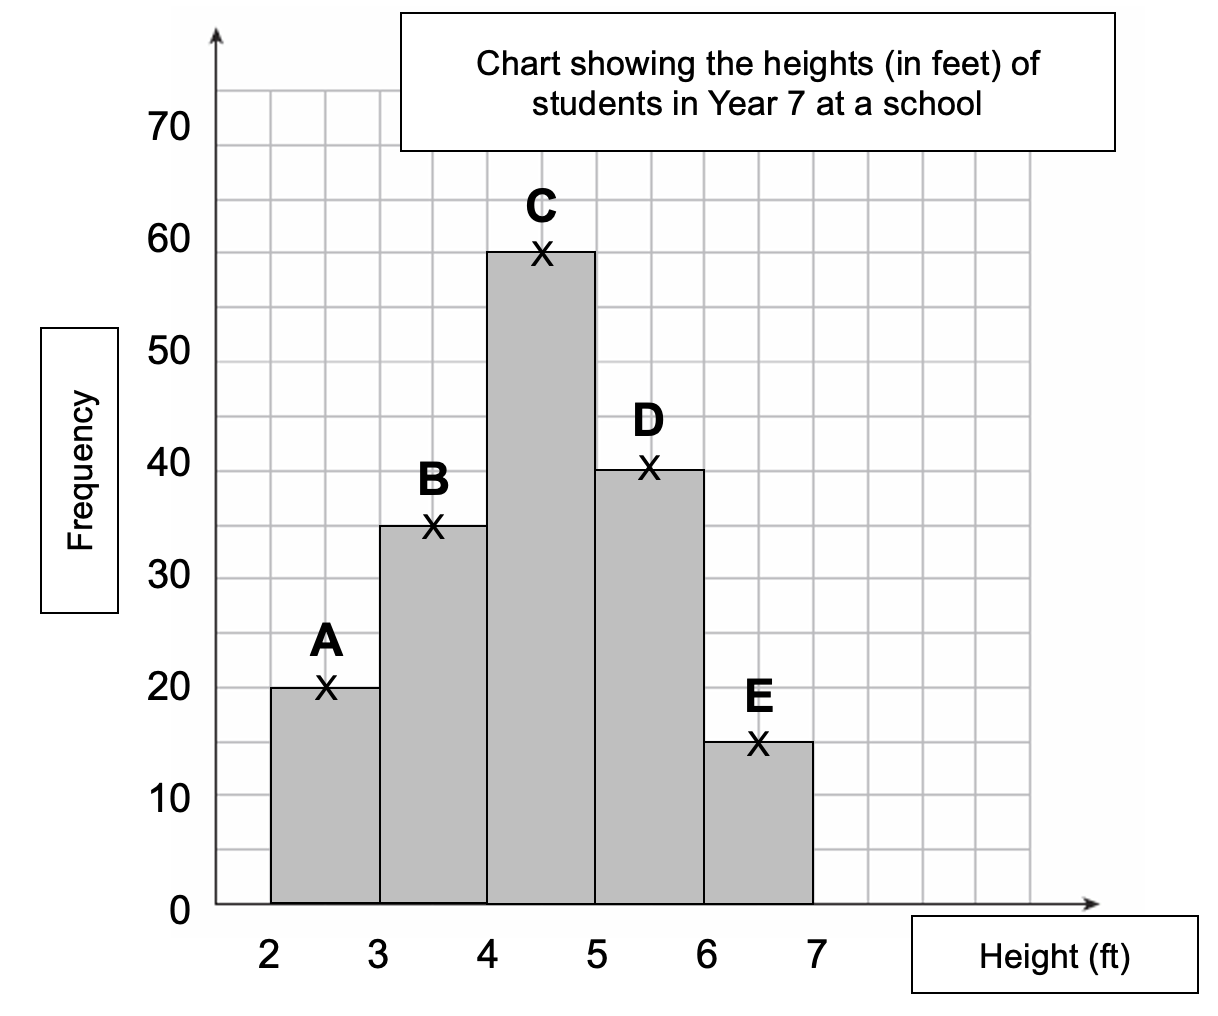 Chart showing the heights (in feet) of
students in Year 7 at a school
70
60
50
40
30
20
10
0
Frequency
A
X
B
X
C
X
D
X
E
X
2 3 4 5 6 7
Height (ft)